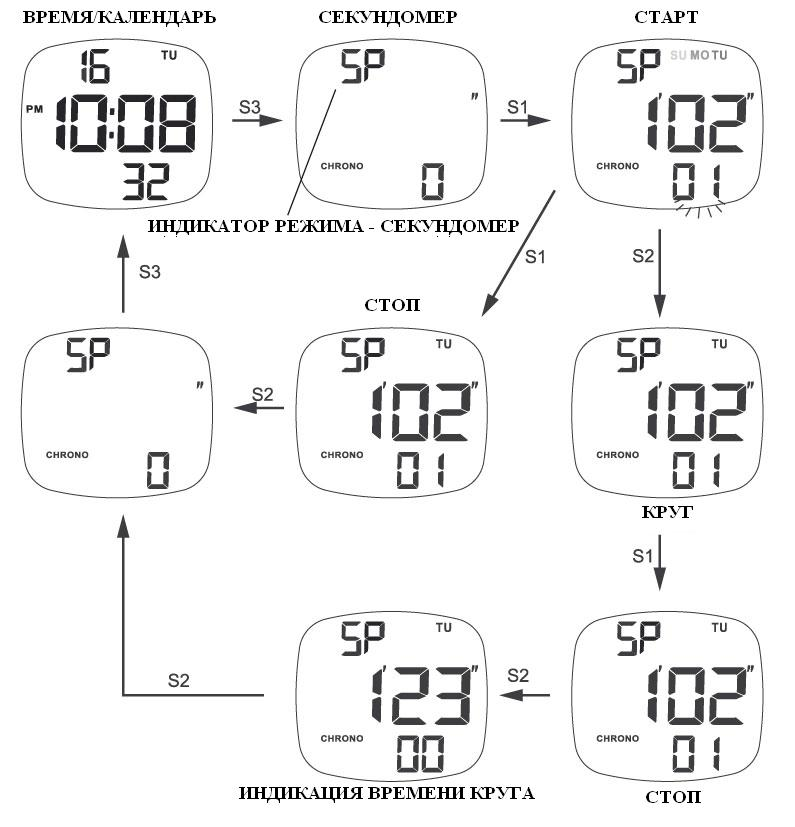 ВРЕМЯ/КАЛЕНДАРЬ СЕКУНДОМЕР СТАРТ
16 TU
PM 10:08
32
S3
SP
"
CHRONO
0
S1
SP SU MO TU
1'02"
CHRONO
01
ИНДИКАТОР РЕЖИМА - СЕКУНДОМЕР
S3
S1
S2
СТОП
SP
"
CHRONO
0
S2
SP TU
1'02"
CHRONO
01
SP TU
1'02"
CHRONO
01
КРУГ
S1
S2
SP TU
1'23"
CHRONO
00
S2
SP TU
1'02"
CHRONO
01
ИНДИКАЦИЯ ВРЕМЕНИ КРУГА
СТОП